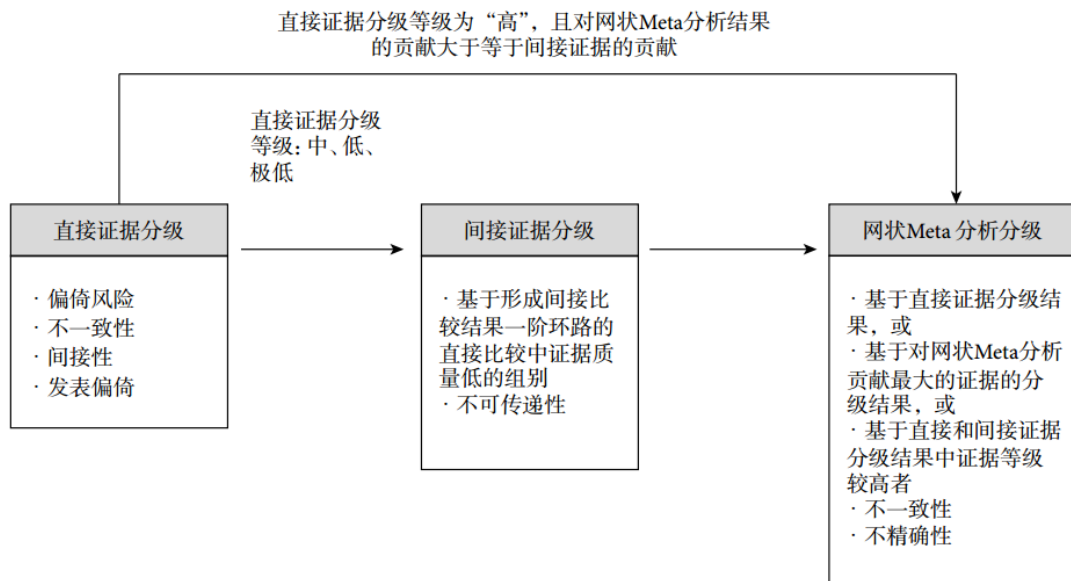 直接证据分级等级为“高”，且对网状Meta分析结果
的贡献大于等于间接证据的贡献
直接证据分级
等级: 中、低、
极低
直接证据分级
· 偏倚风险
· 不一致性
· 间接性
· 发表偏倚
间接证据分级
· 基于形成间接比
较结果一阶环路的
直接比较中证据质
量低的组别
· 不可传递性
网状Meta 分析分级
· 基于直接证据分级结
果，或
· 基于对网状Meta分析
贡献最大的证据的分
级结果，或
· 基于直接和间接证据
分级结果中证据等级
较高者
· 不一致性
· 不精确性